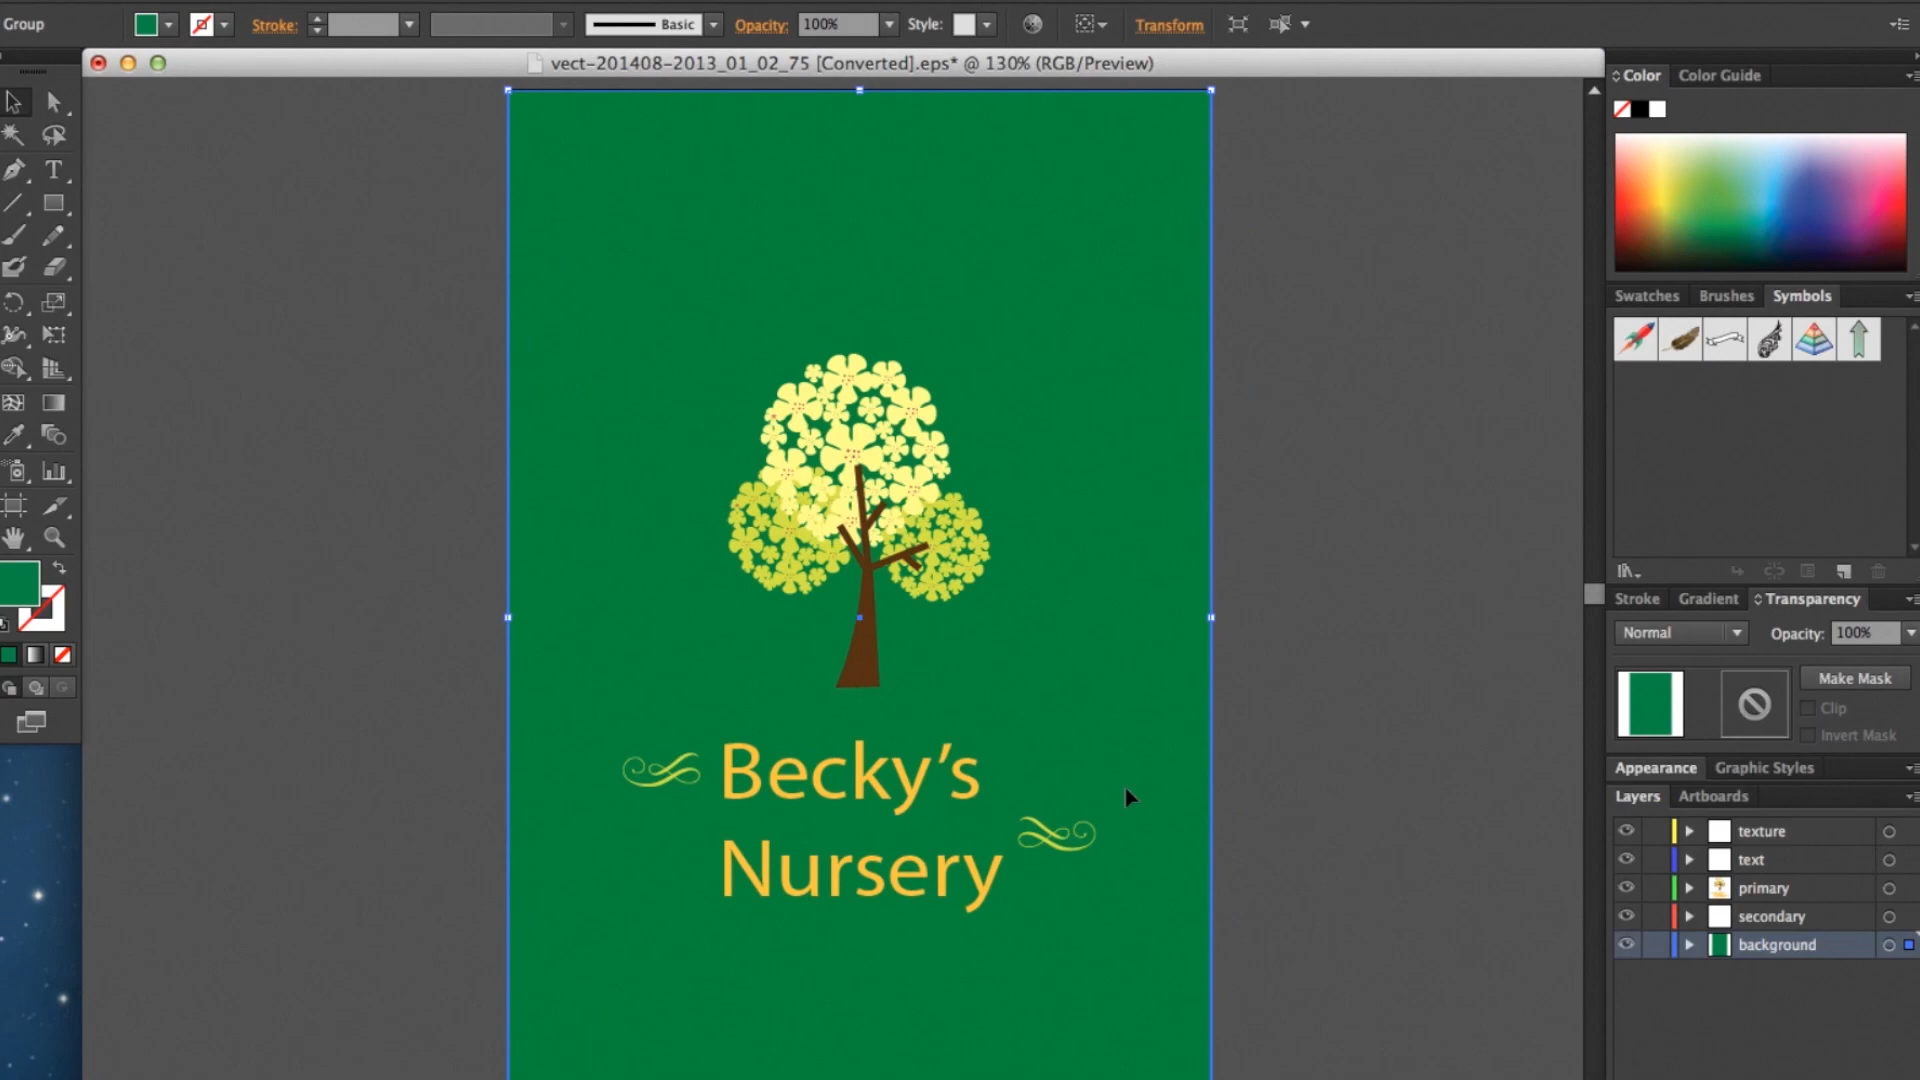 Group
Stroke:
Basic
Opacity: 100%
Style:
Transform
vect-201408-2013_01_02_75 [Converted].eps* @ 130% (RGB/Preview)
Color Color Guide
T
Swatches Brushes Symbols
Stroke Gradient Transparency
Normal Opacity: 100%
Make Mask
Clip
Invert Mask
Becky's
Nursery
Appearance Graphic Styles
Layers Artboards
texture
text
primary
secondary
background